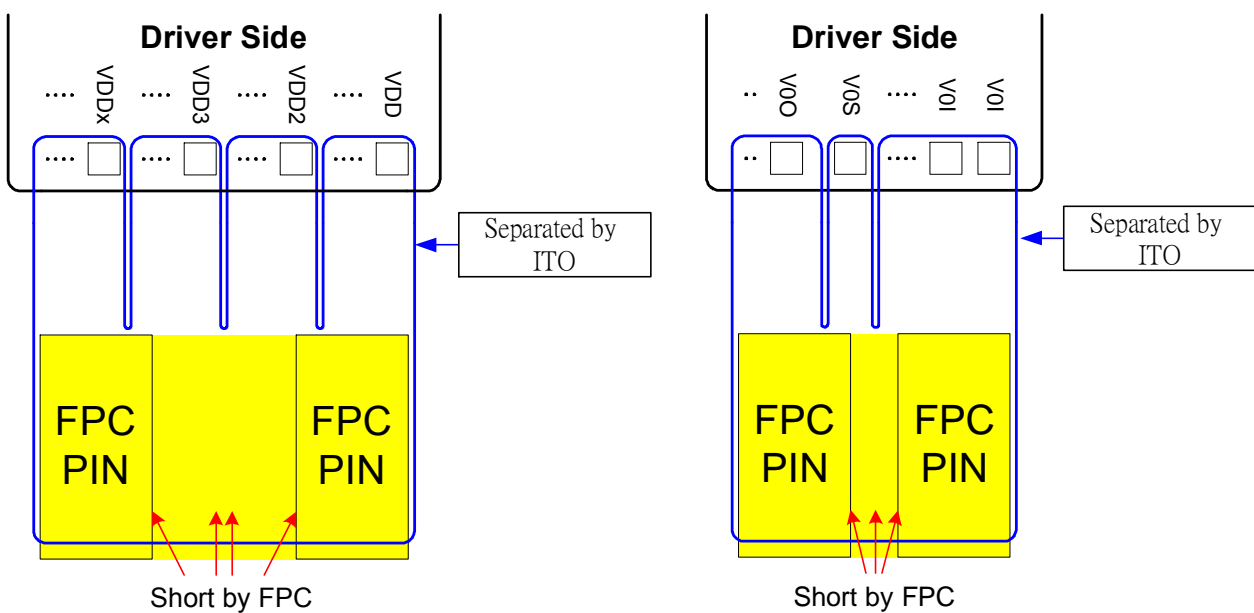 Driver Side
.... VDDx .... VDD3 .... VDD2 .... VDD
.... .... .... ....
Separated by
ITO
FPC
PIN
FPC
PIN
Short by FPC
Driver Side
.. V0O V0S .... V0I V0I
.. ....
Separated by
ITO
FPC
PIN
FPC
PIN
Short by FPC